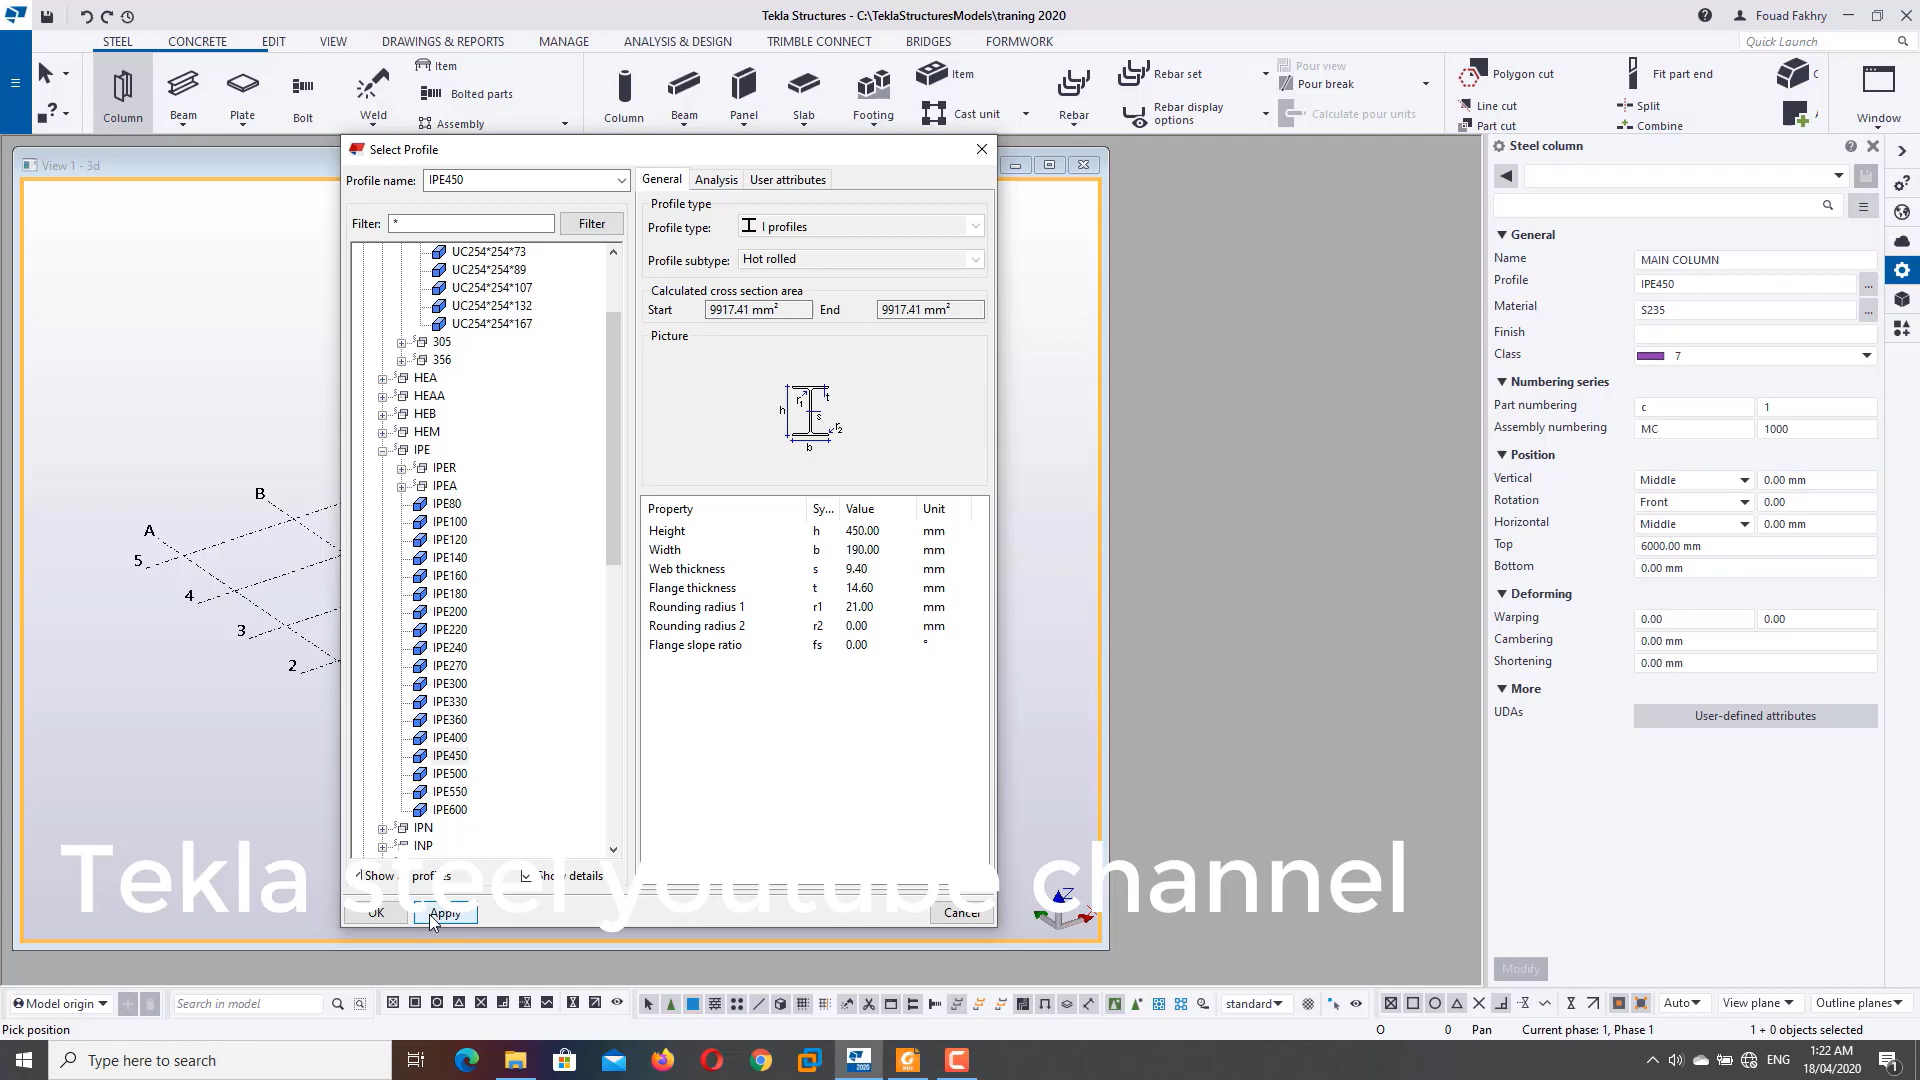 Tekla Structures - C:\TeklaStructuresModels\traning 2020
Fouad Fakhry
STEEL CONCRETE EDIT VIEW DRAWINGS & REPORTS MANAGE ANALYSIS & DESIGN TRIMBLE CONNECT BRIDGES FORMWORK
Quick Launch
Column Beam Plate Bolt Weld
Item
Bolted parts
Assembly
Column Beam Panel Slab Footing
Item
Cast unit
Rebar
Rebar set
Rebar display
options
Pour view
Pour break
Calculate pour units
Polygon cut
Line cut
Part cut
Fit part end
Split
Combine
Window
View 1 - 3d
B
A
5
4
3
2
Select Profile
Profile name: IPE450
Filter: *
Filter
UC254*254*73
UC254*254*89
UC254*254*107
UC254*254*132
UC254*254*167
305
356
HEA
HEAA
HEB
HEM
IPE
IPER
IPEA
IPE80
IPE100
IPE120
IPE140
IPE160
IPE180
IPE200
IPE220
IPE240
IPE270
IPE300
IPE330
IPE360
IPE400
IPE450
IPE500
IPE550
IPE600
IPN
INP
Show details
OK Apply Cancel
General Analysis User attributes
Profile type
Profile type: I profiles
Profile subtype: Hot rolled
Calculated cross section area
Start 9917.41 mm² End 9917.41 mm²
Picture
h r1 t s r2 b
Property Sy... Value Unit
Height h 450.00 mm
Width b 190.00 mm
Web thickness s 9.40 mm
Flange thickness t 14.60 mm
Rounding radius 1 r1 21.00 mm
Rounding radius 2 r2 0.00 mm
Flange slope ratio fs 0.00 °
Tekla steel youtube channel
Z
Steel column
General
Name MAIN COLUMN
Profile IPE450 ...
Material S235 ...
Finish
Class 7
Numbering series
Part numbering c 1
Assembly numbering MC 1000
Position
Vertical Middle 0.00 mm
Rotation Front 0.00
Horizontal Middle 0.00 mm
Top 6000.00 mm
Bottom 0.00 mm
Deforming
Warping 0.00 0.00
Cambering 0.00 mm
Shortening 0.00 mm
More
UDAs User-defined attributes
Modify
Model origin
Search in model
standard
Auto
View plane
Outline planes
Pick position
O 0 Pan Current phase: 1, Phase 1 1 + 0 objects selected
Type here to search
2020
ENG
1:22 AM
18/04/2020
1